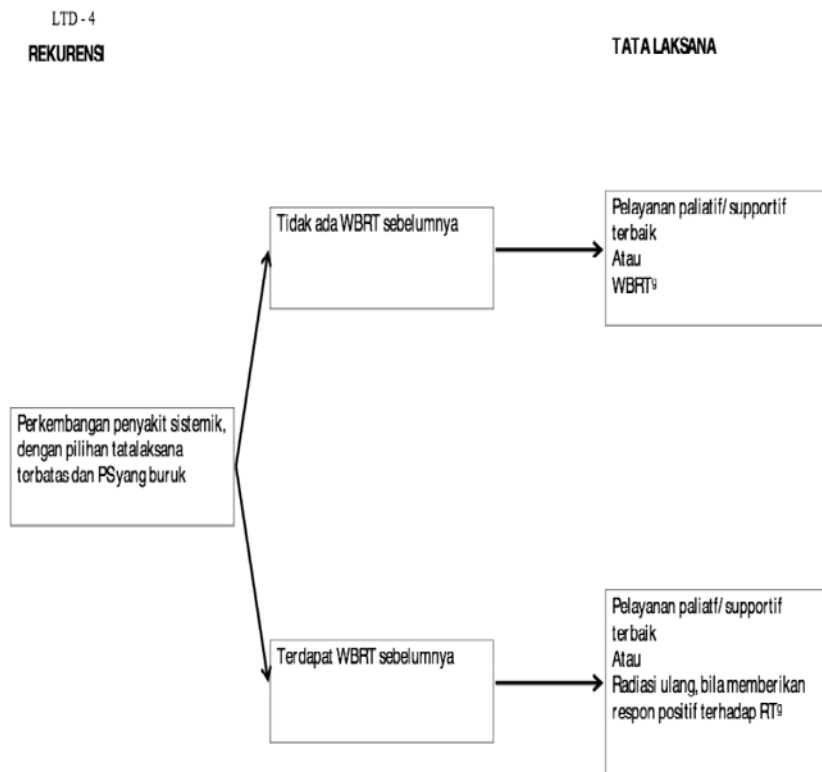 LTD - 4
REKURENSI
TATA LAKSANA
Tidak ada WBRT sebelumnya
Pelayanan paliatif/ supportif
terbaik
Atau
WBRTᵍ
Perkembangan penyakit sistemik,
dengan pilihan tatalaksana
terbatas dan PS yang buruk
Terdapat WBRT sebelumnya
Pelayanan paliatf/ supportif
terbaik
Atau
Radiasi ulang, bila memberikan
respon positif terhadap RTᵍ